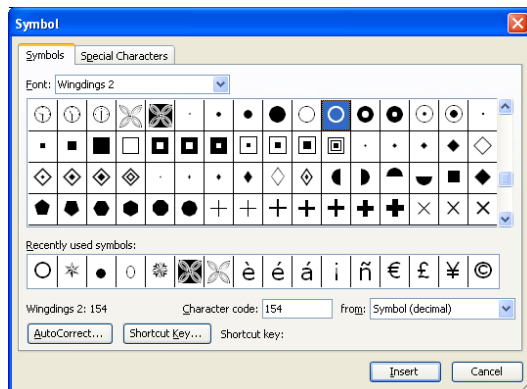 Symbol
Symbols Special Characters
Font: Wingdings 2
Recently used symbols:
è é á ¡ ñ € £ ¥ ©
Wingdings 2: 154 Character code: 154 from: Symbol (decimal)
AutoCorrect... Shortcut Key... Shortcut key:
Insert Cancel